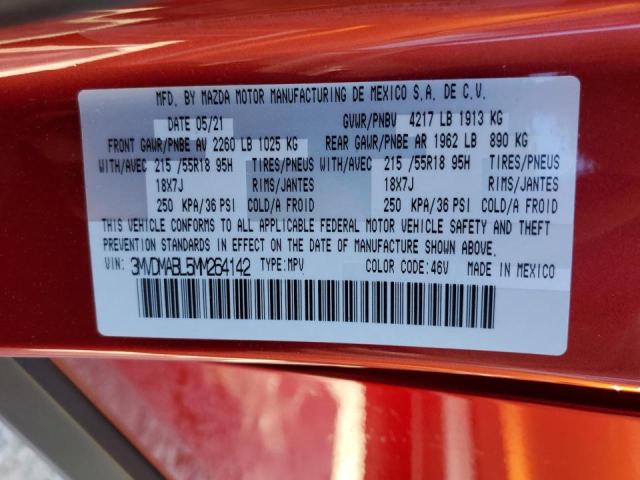 MFD. BY MAZDA MOTOR MANUFACTURING DE MEXICO S.A. DE C.V.
DATE 05/21 GVWR/PNBV 4217 LB 1913 KG
FRONT GAWR/PNBE AV 2260 LB 1025 KG REAR GAWR/PNBE AR 1962 LB 890 KG
WITH/AVEC 215 /55R18 95H TIRES/PNEUS WITH/AVEC 215 /55R18 95H TIRES/PNEUS
18X7J RIMS/JANTES 18X7J RIMS/JANTES
250 KPA/36 PSI COLD/A FROID 250 KPA/36 PSI COLD/A FROID
THIS VEHICLE CONFORMS TO ALL APPLICABLE FEDERAL MOTOR VEHICLE SAFETY AND THEFT
PREVENTION STANDARDS IN EFFECT ON THE DATE OF MANUFACTURE SHOWN ABOVE.
VIN: 3MVDMABL5MM264142 TYPE:MPV COLOR CODE:46V MADE IN MEXICO